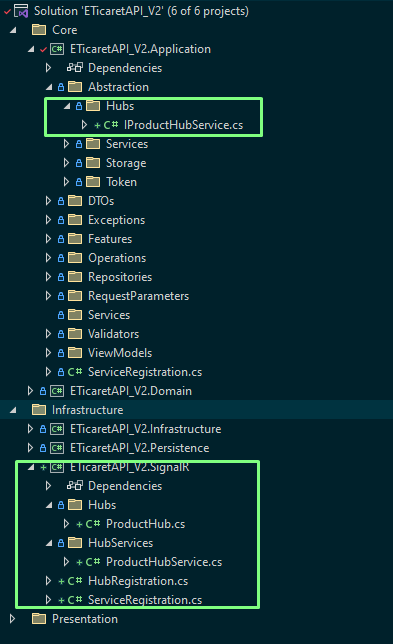 Solution 'ETicaretAPI_V2' (6 of 6 projects)
Core
C# ETicaretAPI_V2.Application
Dependencies
Abstraction
Hubs
C# IProductHubService.cs
Services
Storage
Token
DTOs
Exceptions
Features
Operations
Repositories
RequestParameters
Services
Validators
ViewModels
C# ServiceRegistration.cs
C# ETicaretAPI_V2.Domain
Infrastructure
C# ETicaretAPI_V2.Infrastructure
C# ETicaretAPI_V2.Persistence
C# ETicaretAPI_V2.SignalR
Dependencies
Hubs
C# ProductHub.cs
HubServices
C# ProductHubService.cs
C# HubRegistration.cs
C# ServiceRegistration.cs
Presentation